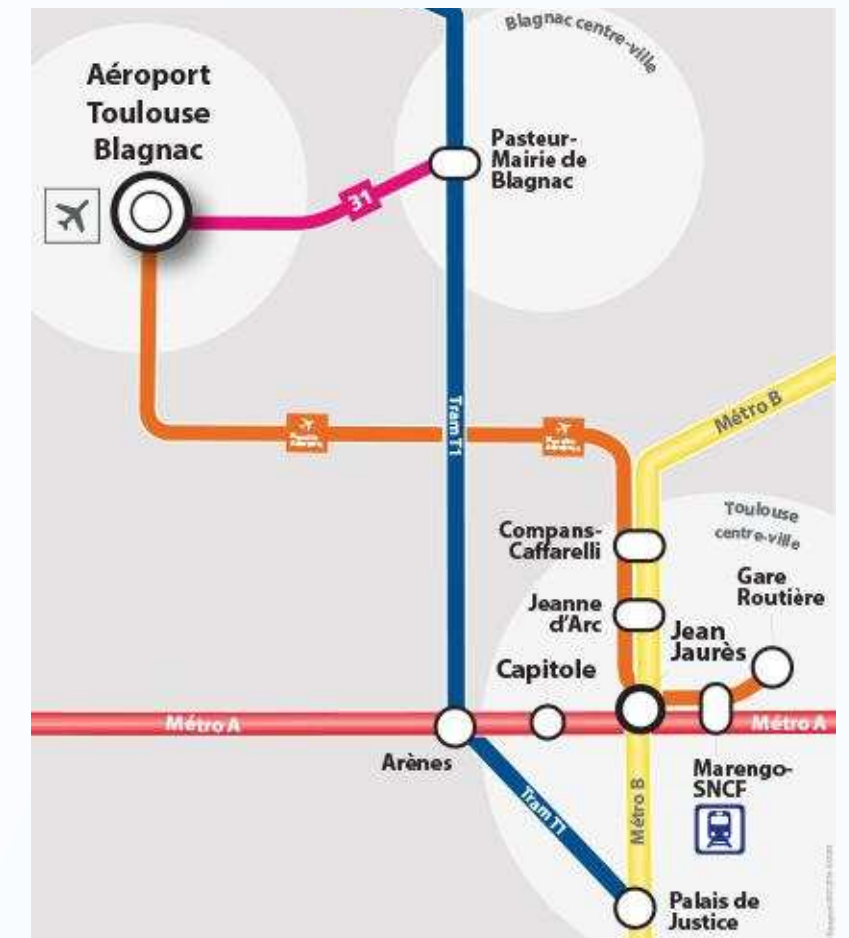 Blagnac centre-ville
Aéroport
Toulouse
Blagnac
Pasteur-
Mairie de
Blagnac
31
Tram T1
Métro B
Toulouse
centre-ville
Compans-
Caffarelli
Gare
Routière
Jeanne
d'Arc
Jean
Jaurès
Capitole
Métro A
Métro A
Arènes
Marengo-
SNCF
Tram T1
Métro B
Palais de
Justice